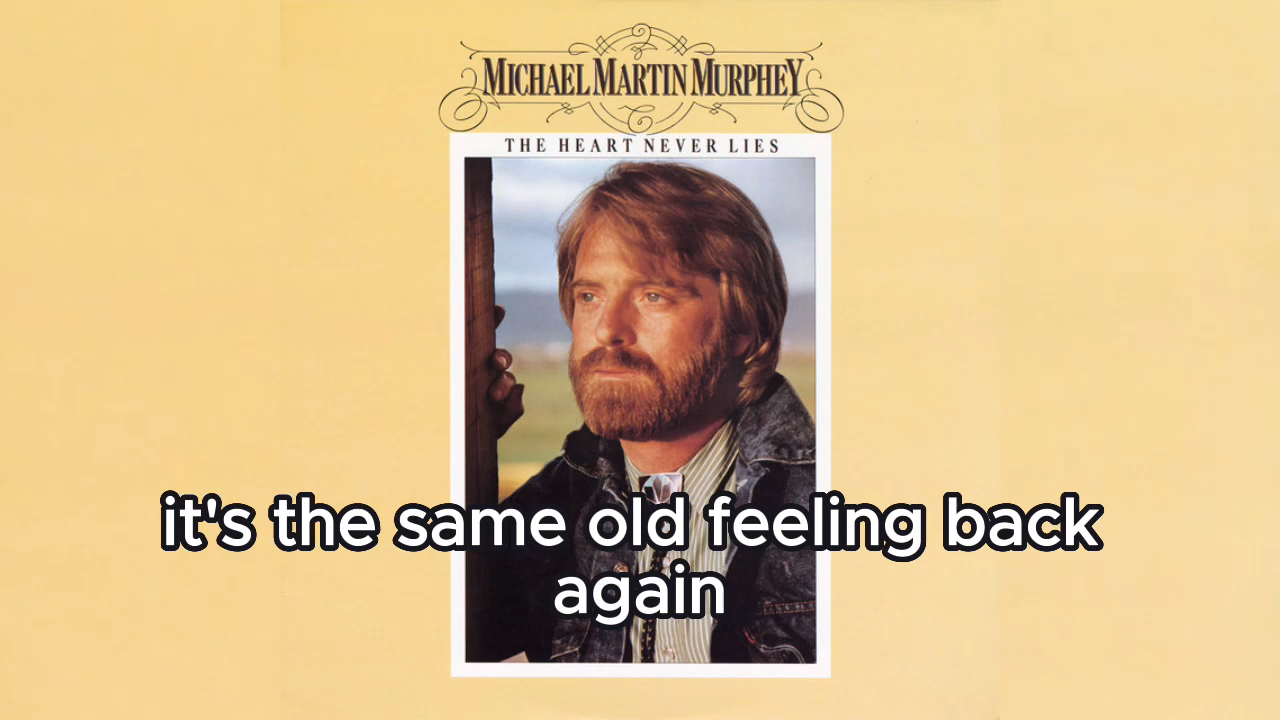 MICHAEL MARTIN MURPHEY
THE HEART NEVER LIES
it's the same old feeling back
again